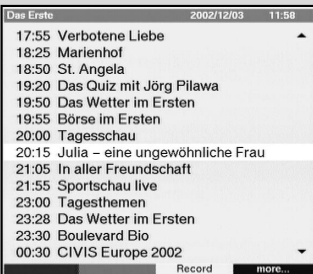 Das Erste 2002/12/03 11:58
17:55 Verbotene Liebe
18:25 Marienhof
18:50 St. Angela
19:20 Das Quiz mit Jörg Pilawa
19:50 Das Wetter im Ersten
19:55 Börse im Ersten
20:00 Tagesschau
20:15 Julia – eine ungewöhnliche Frau
21:05 In aller Freundschaft
21:55 Sportschau live
23:00 Tagesthemen
23:28 Das Wetter im Ersten
23:30 Boulevard Bio
00:30 CIVIS Europe 2002
Record more...